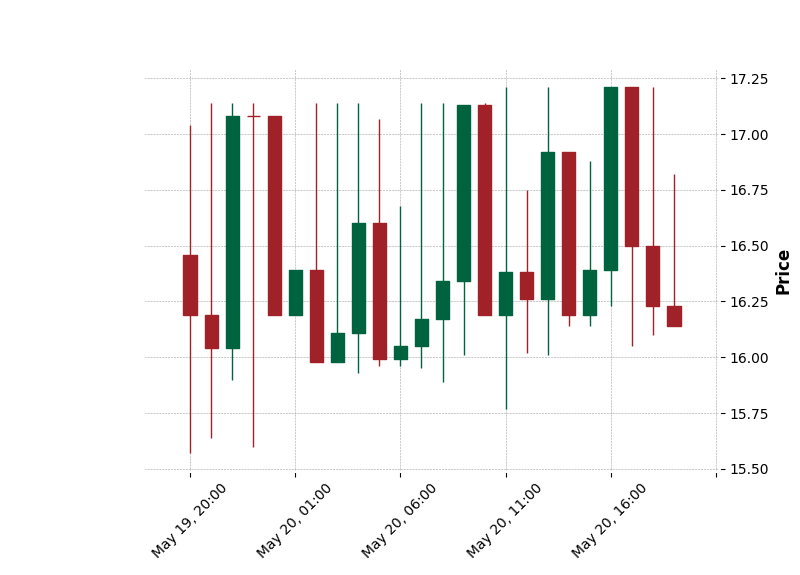 17.25
17.00
16.75
16.50
16.25
16.00
15.75
15.50
Price
May 19, 20:00
May 20, 01:00
May 20, 06:00
May 20, 11:00
May 20, 16:00